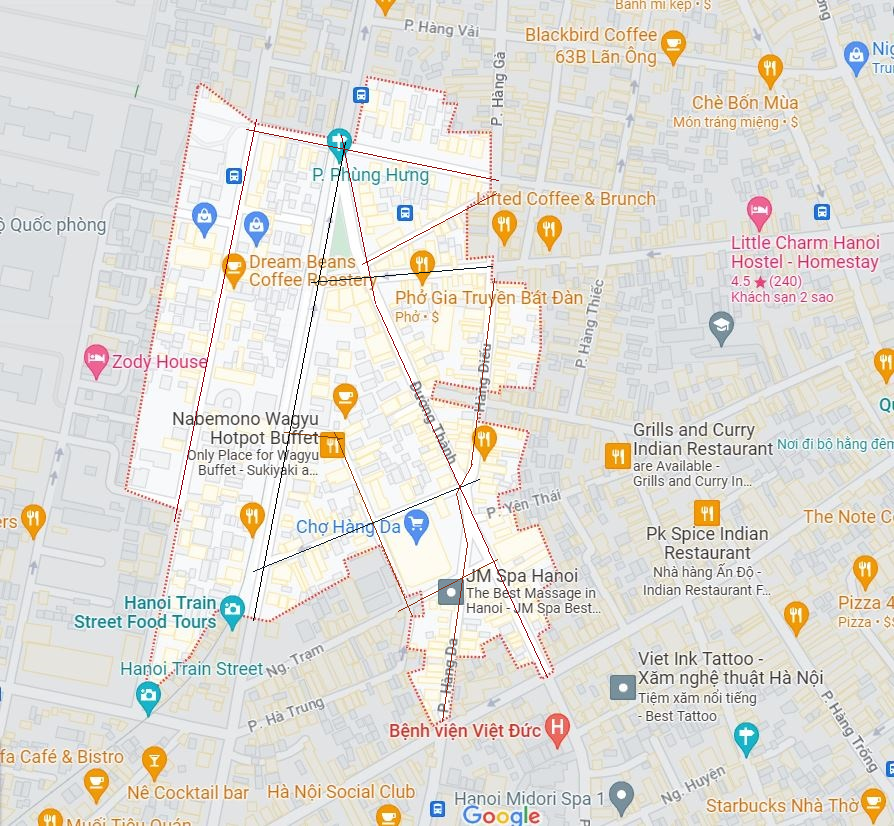 Bánh mì kẹp • $
P. Hàng Vải
Blackbird Coffee
63B Lãn Ông
P. Hàng Gà
Chè Bốn Mùa
Món tráng miệng • $
P. Phùng Hưng
Lifted Coffee & Brunch
Quốc phòng
Little Charm Hanoi
Hostel - Homestay
4.5 ★ (240)
Khách sạn 2 sao
Dream Beans
Coffee Roastery
Phở Gia Truyền Bát Đàn
Phở • $
P. Hàng Thiếc
Zody House
Hàng Điếu
Đường Thành
Nabemono Wagyu
Hotpot Buffet
Only Place for Wagyu
Buffet - Sukiyaki a...
Grills and Curry
Indian Restaurant
are Available -
Grills and Curry In...
Nơi đi bộ hằng đêm
P. Yên Thái
Chợ Hàng Da
The Note
Pk Spice Indian
Restaurant
Nhà hàng Ấn Độ -
Indian Restaurant F...
JM Spa Hanoi
The Best Massage in
Hanoi - JM Spa Best...
Pizza 4
Pizza • $
Hanoi Train
Street Food Tours
Hanoi Train Street
Ng. Trạm
P. Hàng Da
Viet Ink Tattoo -
Xăm nghệ thuật Hà Nội
Tiệm xăm nổi tiếng
- Best Tattoo
P. Hà Trung
P. Hàng Trống
Bệnh viện Việt Đức
Café & Bistro
Nê Cocktail bar
Hà Nội Social Club
Hanoi Midori Spa 1
Ng. Huyện
Starbucks Nhà Thờ
Muối Tiêu Quán
Google